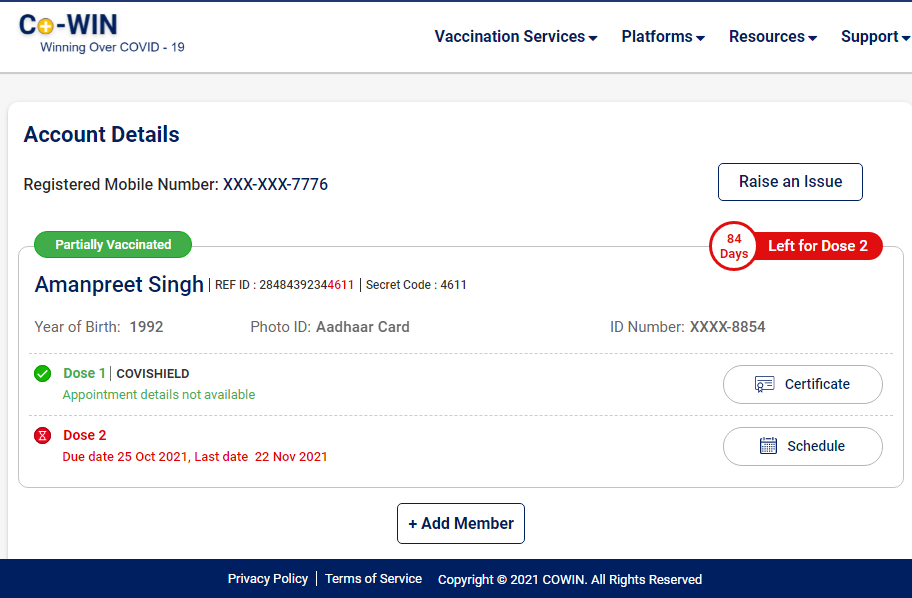 Co-WIN
Winning Over COVID - 19
Vaccination Services Platforms Resources Support
Account Details
Registered Mobile Number: XXX-XXX-7776
Raise an Issue
Partially Vaccinated
84 Days
Left for Dose 2
Amanpreet Singh | REF ID : 28484392344611 | Secret Code : 4611
Year of Birth: 1992 Photo ID: Aadhaar Card ID Number: XXXX-8854
Dose 1 | COVISHIELD
Appointment details not available
Certificate
Dose 2
Due date 25 Oct 2021, Last date 22 Nov 2021
Schedule
+ Add Member
Privacy Policy | Terms of Service Copyright © 2021 COWIN. All Rights Reserved